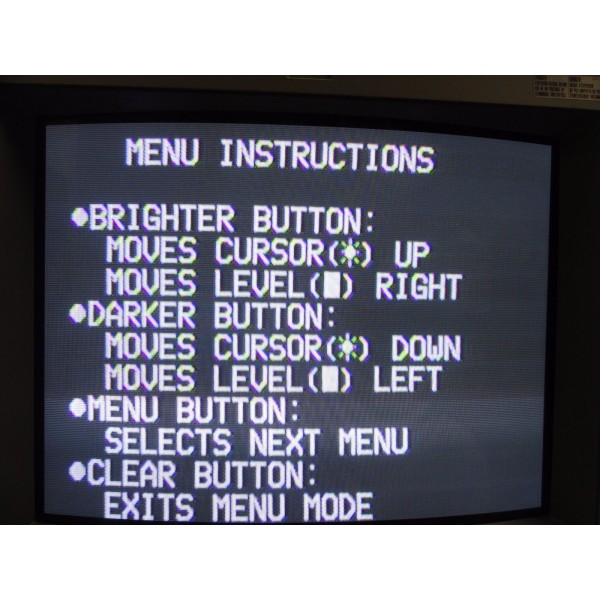 MENU INSTRUCTIONS
●BRIGHTER BUTTON:
MOVES CURSOR(☀) UP
MOVES LEVEL(█) RIGHT
●DARKER BUTTON:
MOVES CURSOR(☀) DOWN
MOVES LEVEL(█) LEFT
●MENU BUTTON:
SELECTS NEXT MENU
●CLEAR BUTTON:
EXITS MENU MODE